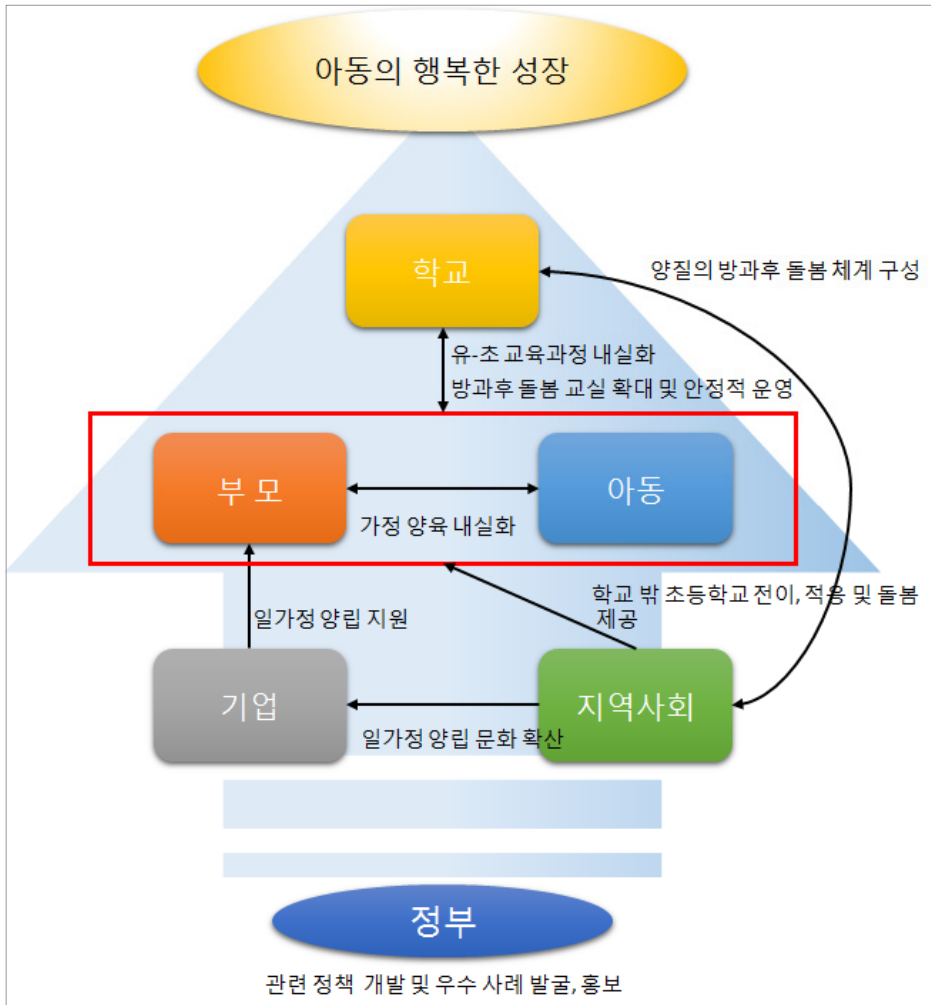 아동의 행복한 성장
학교
양질의 방과후 돌봄 체계 구성
유-초 교육과정 내실화
방과후 돌봄 교실 확대 및 안정적 운영
부 모
아동
가정 양육 내실화
학교 밖 초등학교 전이, 적응 및 돌봄
제공
일가정 양립 지원
기업
지역사회
일가정 양립 문화 확산
정부
관련 정책 개발 및 우수 사례 발굴, 홍보